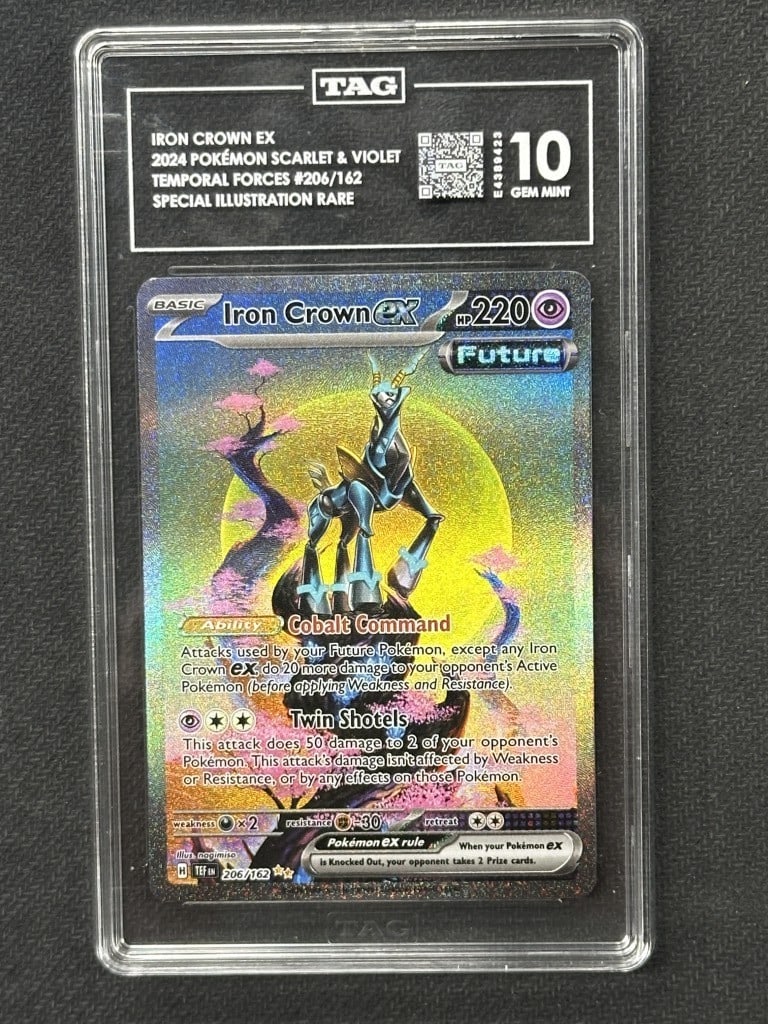 TAG
IRON CROWN EX
2024 POKÉMON SCARLET & VIOLET
TEMPORAL FORCES #206/162
SPECIAL ILLUSTRATION RARE
TAG
E4389423
10
GEM MINT
BASIC Iron Crown ex HP 220
Future
Ability Cobalt Command
Attacks used by your Future Pokémon, except any Iron
Crown ex, do 20 more damage to your opponent's Active
Pokémon (before applying Weakness and Resistance).
Twin Shotels
This attack does 50 damage to 2 of your opponent's
Pokémon. This attack's damage isn't affected by Weakness
or Resistance, or by any effects on those Pokémon.
weakness ×2 resistance -30 retreat
Pokémon ex rule When your Pokémon ex
is Knocked Out, your opponent takes 2 Prize cards.
Illus. nagimiso
H TEF EN 206/162
TAG